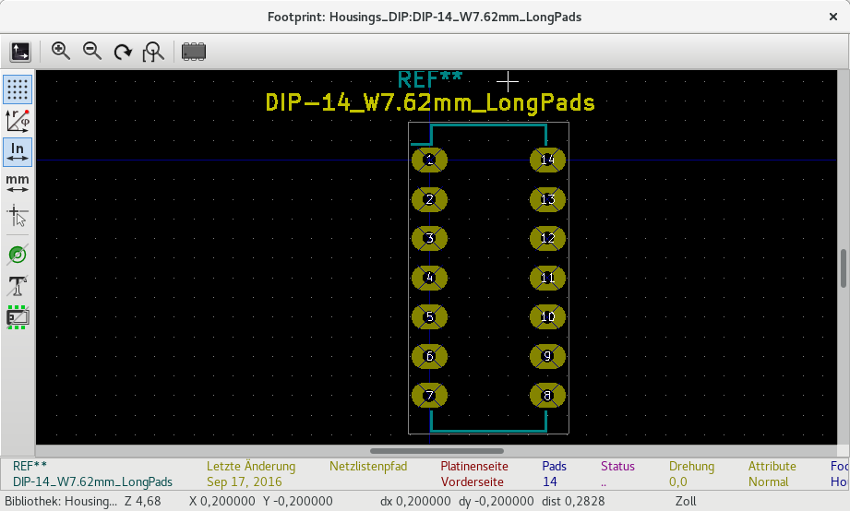 Footprint: Housings_DIP:DIP-14_W7.62mm_LongPads
REF**
DIP-14_W7.62mm_LongPads
1 14
2 13
3 12
4 11
5 10
6 9
7 8
r φ
In
mm
T
REF** Letzte Änderung Netzlistenpfad Platinenseite Pads Status Drehung Attribute Foo
DIP-14_W7.62mm_LongPads Sep 17, 2016 Vorderseite 14 .. 0,0 Normal Hou
Bibliothek: Housing... Z 4,68 X 0,200000 Y -0,200000 dx 0,200000 dy -0,200000 dist 0,2828 Zoll